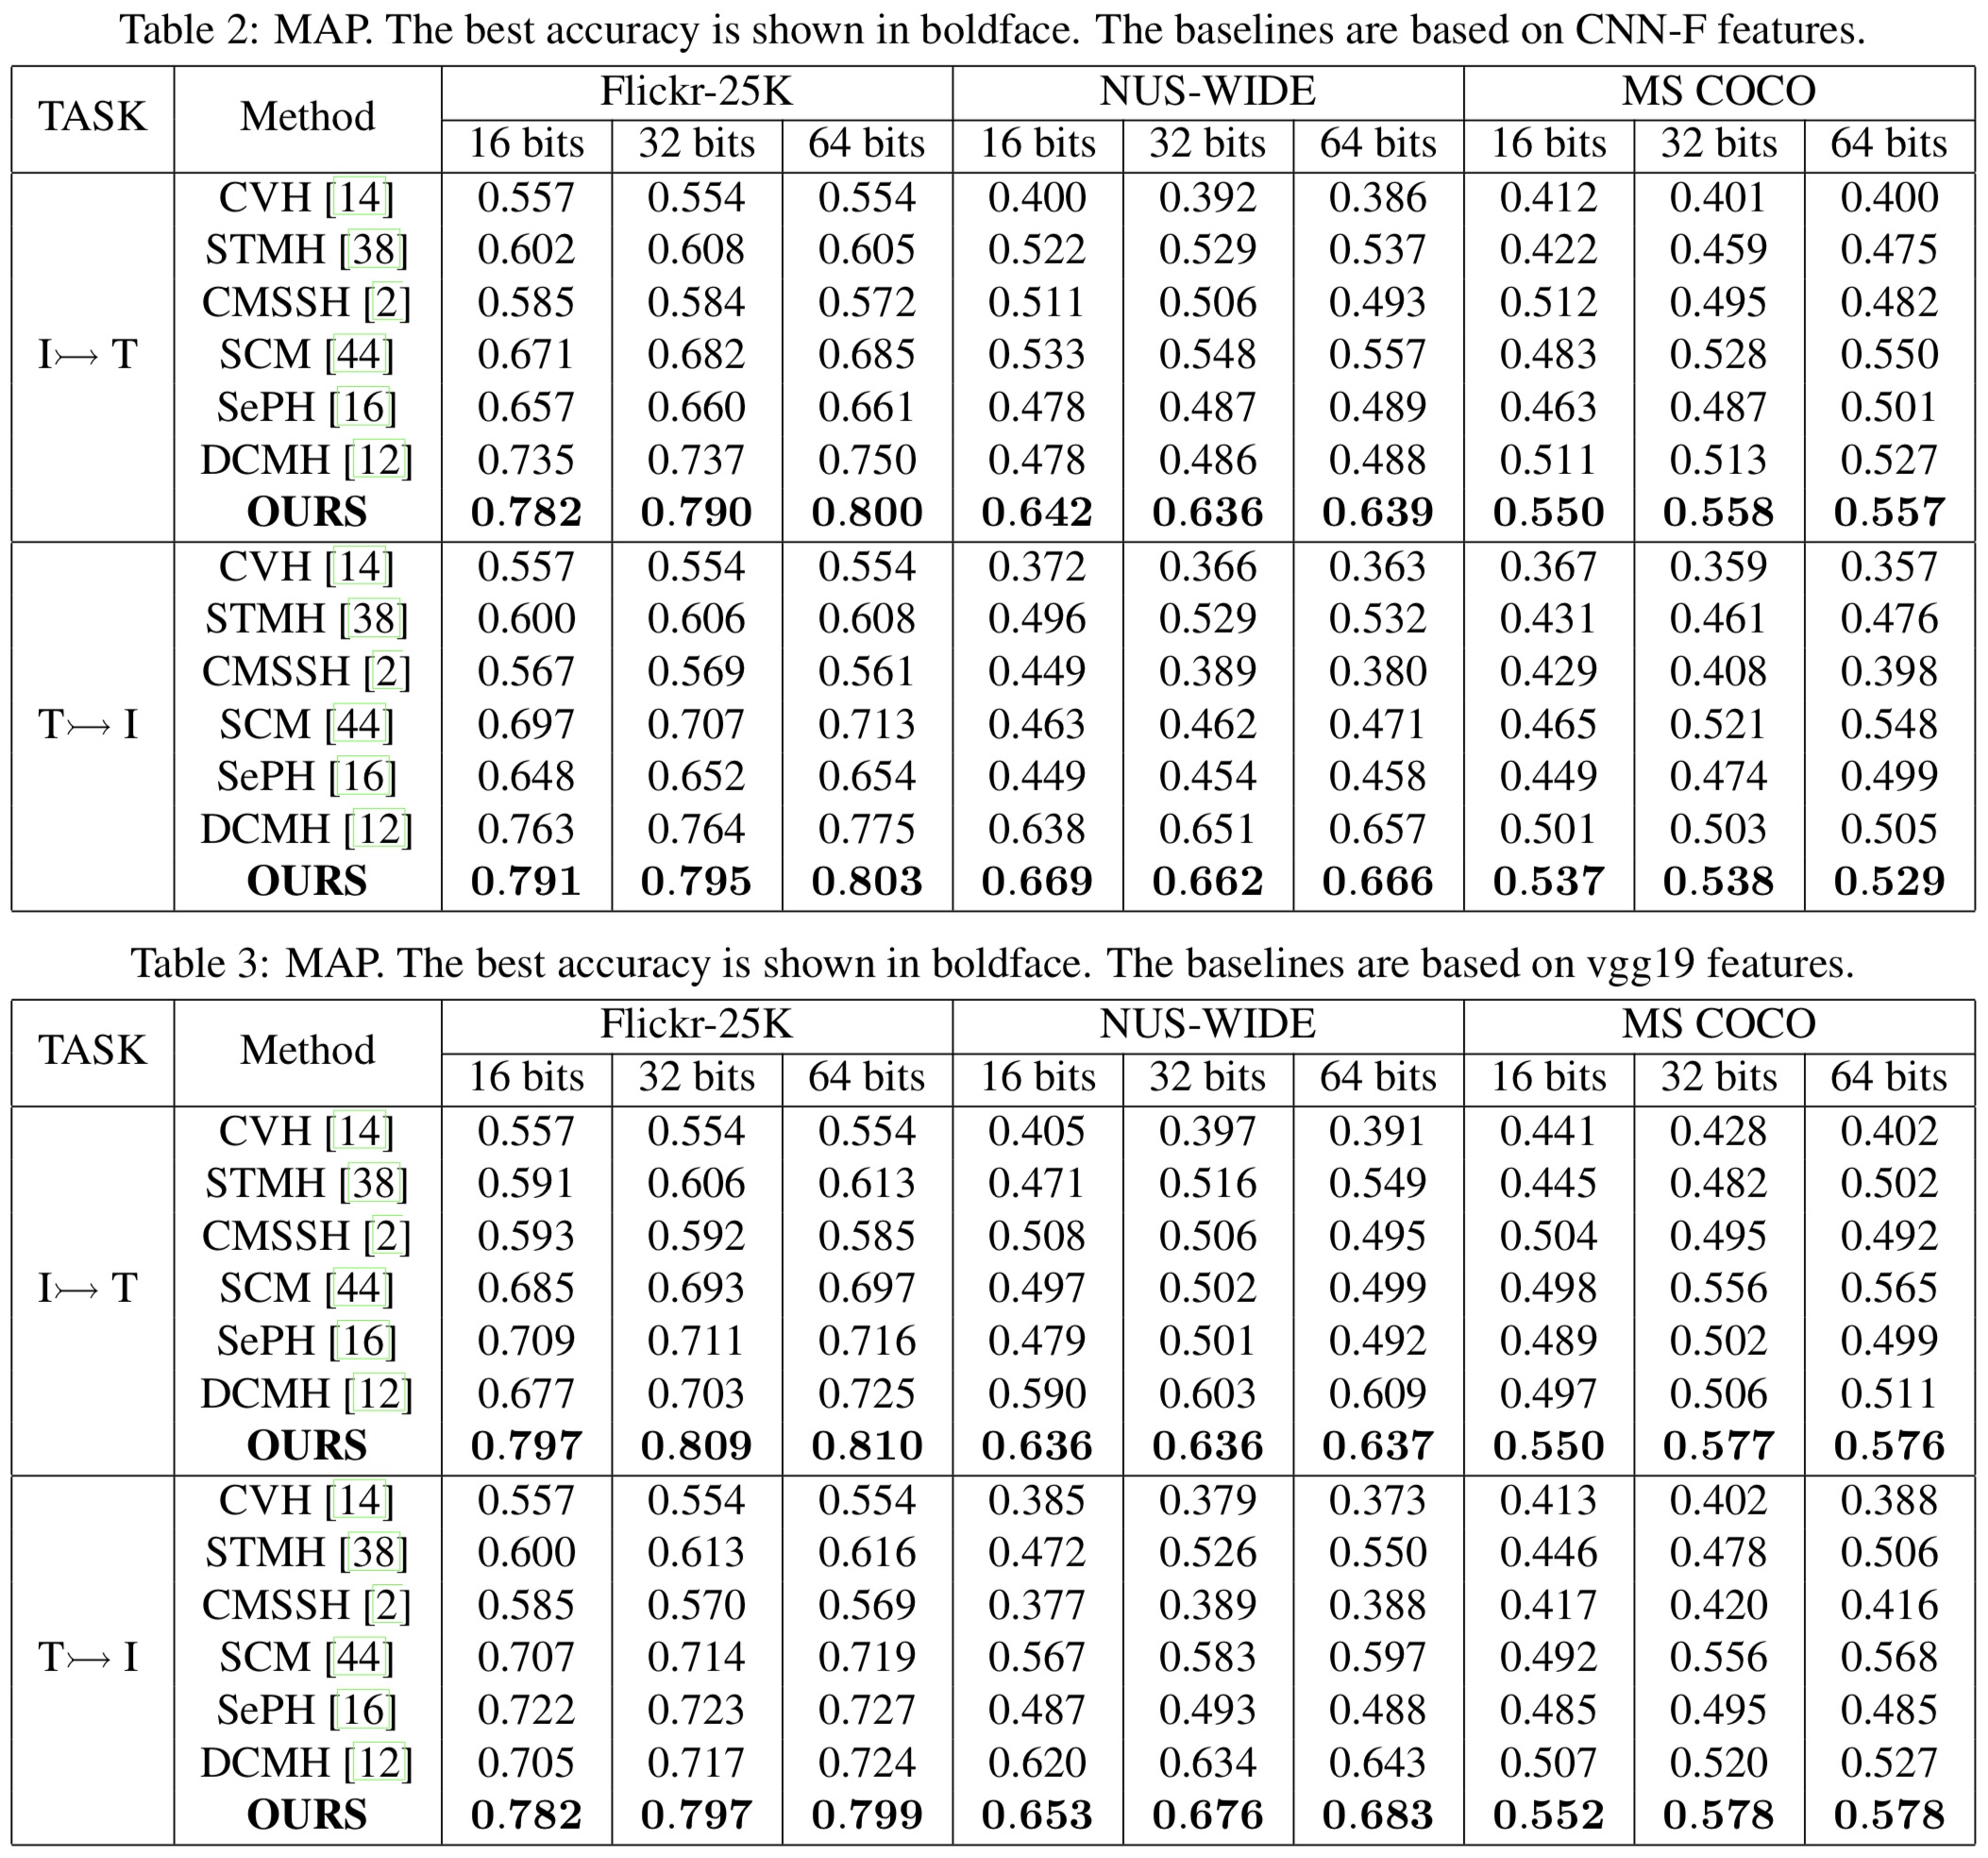 Table 2: MAP. The best accuracy is shown in boldface. The baselines are based on CNN-F features.
TASK Method Flickr-25K NUS-WIDE MS COCO
16 bits 32 bits 64 bits 16 bits 32 bits 64 bits 16 bits 32 bits 64 bits
I↣ T
CVH [14] 0.557 0.554 0.554 0.400 0.392 0.386 0.412 0.401 0.400
STMH [38] 0.602 0.608 0.605 0.522 0.529 0.537 0.422 0.459 0.475
CMSSH [2] 0.585 0.584 0.572 0.511 0.506 0.493 0.512 0.495 0.482
SCM [44] 0.671 0.682 0.685 0.533 0.548 0.557 0.483 0.528 0.550
SePH [16] 0.657 0.660 0.661 0.478 0.487 0.489 0.463 0.487 0.501
DCMH [12] 0.735 0.737 0.750 0.478 0.486 0.488 0.511 0.513 0.527
OURS 0.782 0.790 0.800 0.642 0.636 0.639 0.550 0.558 0.557
T↣ I
CVH [14] 0.557 0.554 0.554 0.372 0.366 0.363 0.367 0.359 0.357
STMH [38] 0.600 0.606 0.608 0.496 0.529 0.532 0.431 0.461 0.476
CMSSH [2] 0.567 0.569 0.561 0.449 0.389 0.380 0.429 0.408 0.398
SCM [44] 0.697 0.707 0.713 0.463 0.462 0.471 0.465 0.521 0.548
SePH [16] 0.648 0.652 0.654 0.449 0.454 0.458 0.449 0.474 0.499
DCMH [12] 0.763 0.764 0.775 0.638 0.651 0.657 0.501 0.503 0.505
OURS 0.791 0.795 0.803 0.669 0.662 0.666 0.537 0.538 0.529
Table 3: MAP. The best accuracy is shown in boldface. The baselines are based on vgg19 features.
TASK Method Flickr-25K NUS-WIDE MS COCO
16 bits 32 bits 64 bits 16 bits 32 bits 64 bits 16 bits 32 bits 64 bits
I↣ T
CVH [14] 0.557 0.554 0.554 0.405 0.397 0.391 0.441 0.428 0.402
STMH [38] 0.591 0.606 0.613 0.471 0.516 0.549 0.445 0.482 0.502
CMSSH [2] 0.593 0.592 0.585 0.508 0.506 0.495 0.504 0.495 0.492
SCM [44] 0.685 0.693 0.697 0.497 0.502 0.499 0.498 0.556 0.565
SePH [16] 0.709 0.711 0.716 0.479 0.501 0.492 0.489 0.502 0.499
DCMH [12] 0.677 0.703 0.725 0.590 0.603 0.609 0.497 0.506 0.511
OURS 0.797 0.809 0.810 0.636 0.636 0.637 0.550 0.577 0.576
T↣ I
CVH [14] 0.557 0.554 0.554 0.385 0.379 0.373 0.413 0.402 0.388
STMH [38] 0.600 0.613 0.616 0.472 0.526 0.550 0.446 0.478 0.506
CMSSH [2] 0.585 0.570 0.569 0.377 0.389 0.388 0.417 0.420 0.416
SCM [44] 0.707 0.714 0.719 0.567 0.583 0.597 0.492 0.556 0.568
SePH [16] 0.722 0.723 0.727 0.487 0.493 0.488 0.485 0.495 0.485
DCMH [12] 0.705 0.717 0.724 0.620 0.634 0.643 0.507 0.520 0.527
OURS 0.782 0.797 0.799 0.653 0.676 0.683 0.552 0.578 0.578